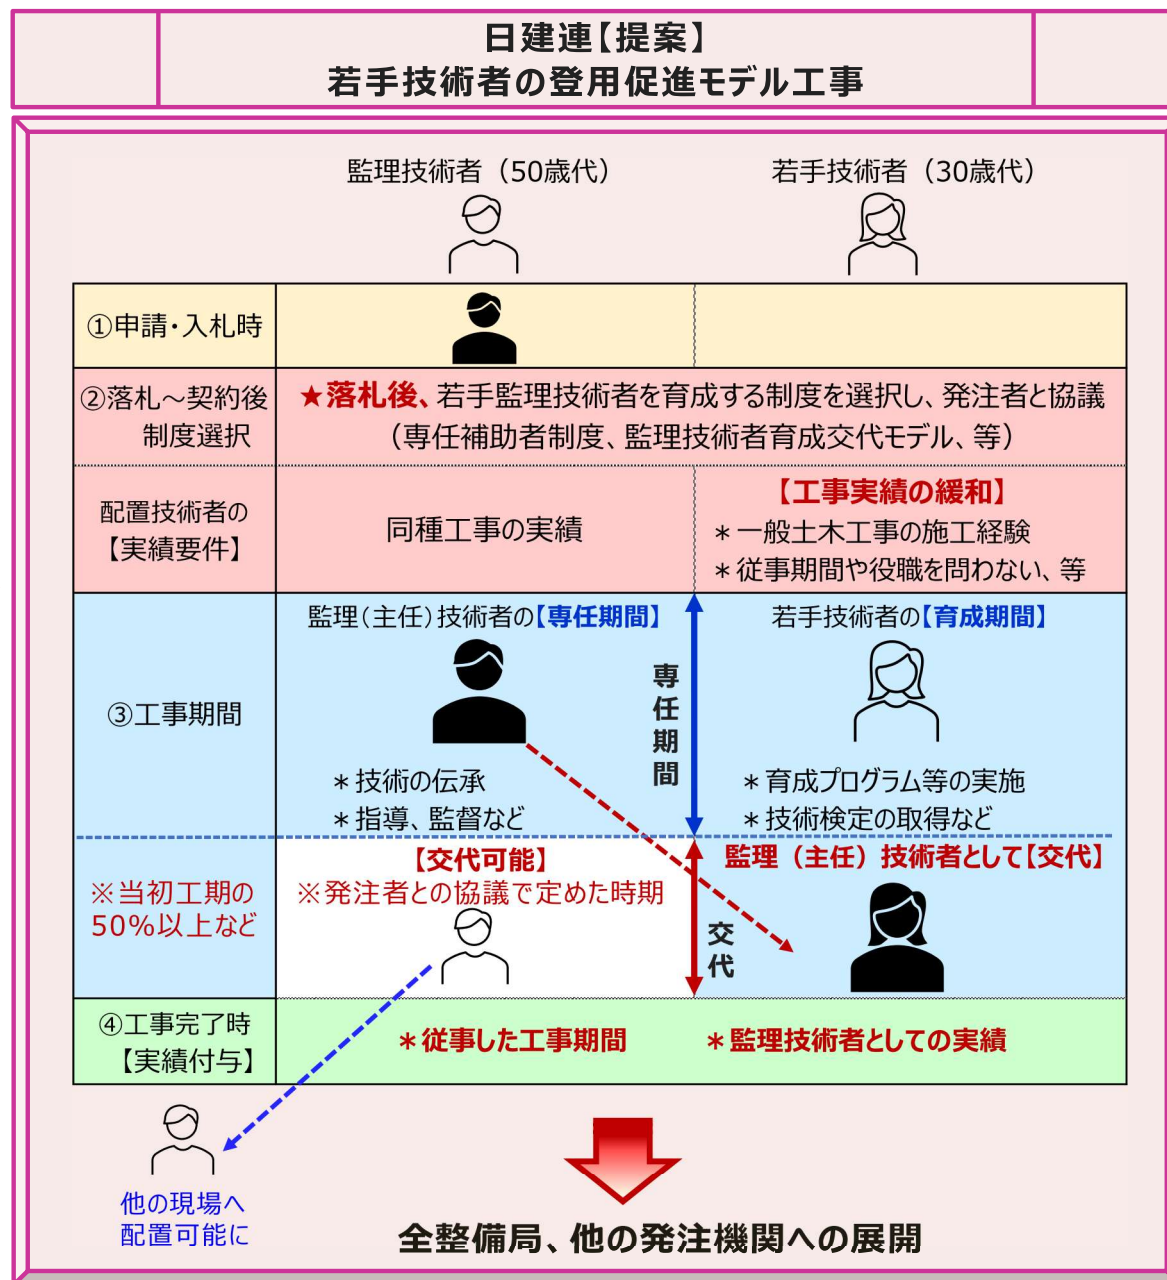 日建連【提案】
若手技術者の登用促進モデル工事
監理技術者（50歳代）
若手技術者（30歳代）
①申請・入札時
②落札～契約後
制度選択
★落札後、若手監理技術者を育成する制度を選択し、発注者と協議
（専任補助者制度、監理技術者育成交代モデル、等）
配置技術者の
【実績要件】
同種工事の実績
【工事実績の緩和】
＊一般土木工事の施工経験
＊従事期間や役職を問わない、等
③工事期間
監理（主任）技術者の【専任期間】
＊技術の伝承
＊指導、監督など
専任期間
若手技術者の【育成期間】
＊育成プログラム等の実施
＊技術検定の取得など
※当初工期の
50％以上など
【交代可能】
※発注者との協議で定めた時期
交代
監理（主任）技術者として【交代】
④工事完了時
【実績付与】
＊従事した工事期間
＊監理技術者としての実績
他の現場へ
配置可能に
全整備局、他の発注機関への展開